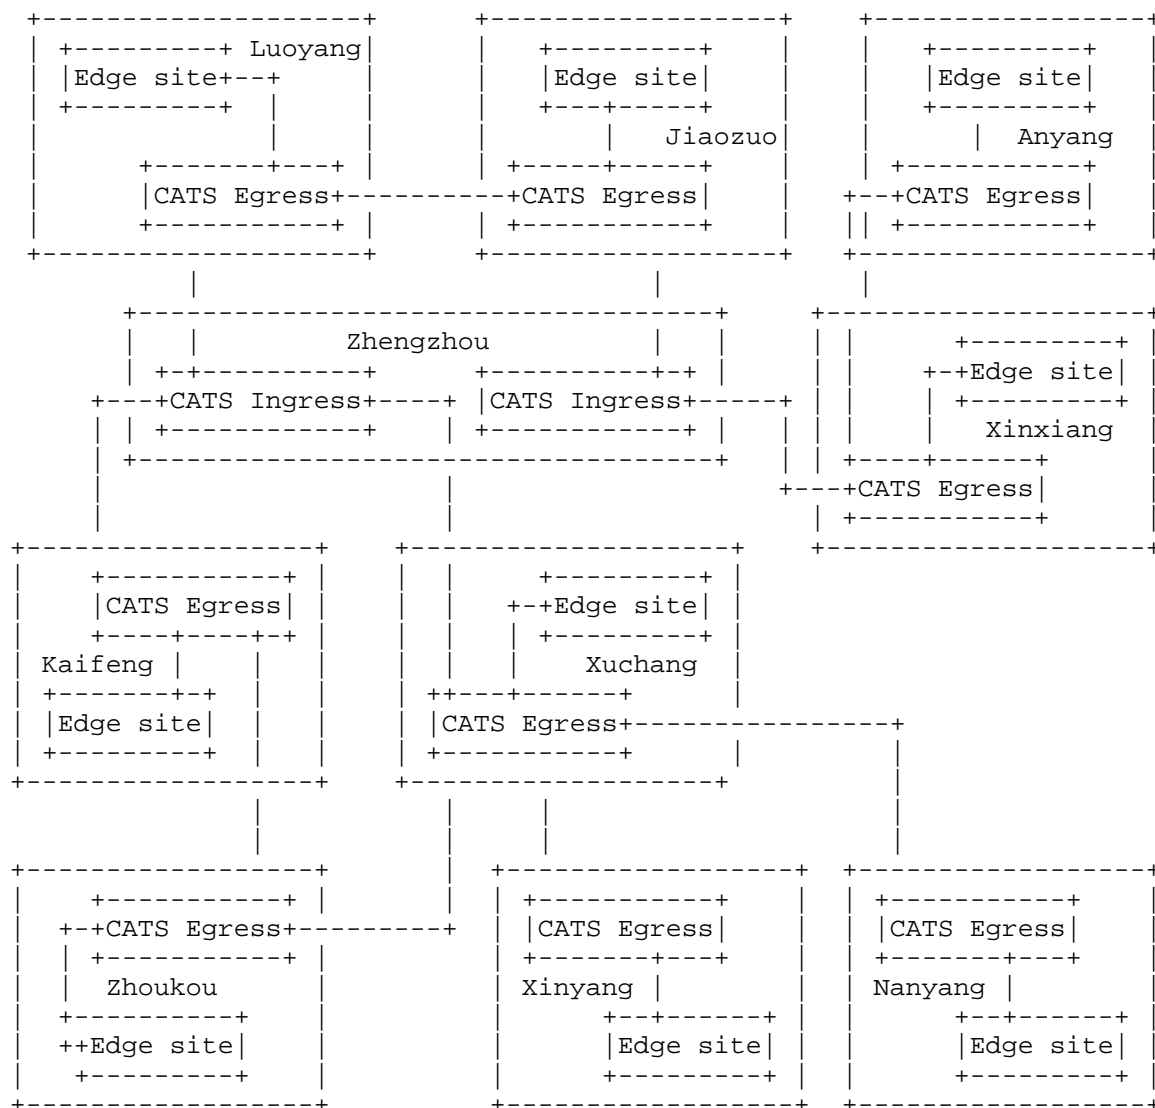 Luoyang
Edge site Edge site Edge site
Jiaozuo Anyang
CATS Egress CATS Egress CATS Egress
Zhengzhou
Edge site
CATS Ingress CATS Ingress
Xinxiang
CATS Egress
CATS Egress Edge site
Kaifeng Xuchang
Edge site CATS Egress
CATS Egress CATS Egress CATS Egress
Zhoukou Xinyang Nanyang
Edge site Edge site Edge site